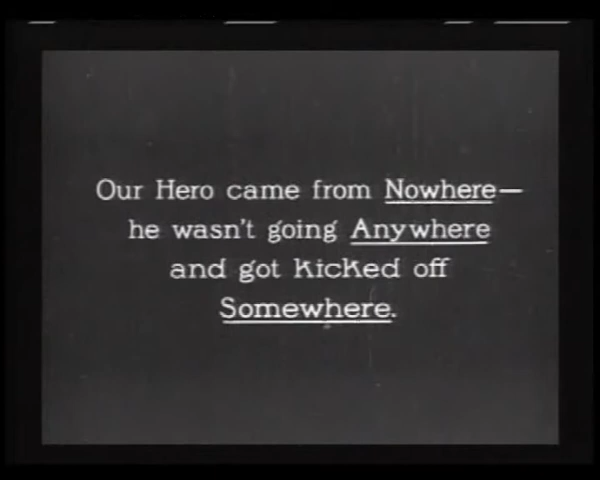 Our Hero came from Nowhere—
he wasn't going Anywhere
and got kicked off
Somewhere.